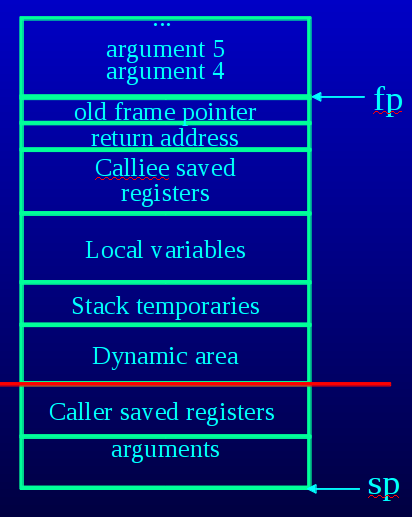 ...
argument 5
argument 4
fp
old frame pointer
return address
Calliee saved
registers
Local variables
Stack temporaries
Dynamic area
Caller saved registers
arguments
sp